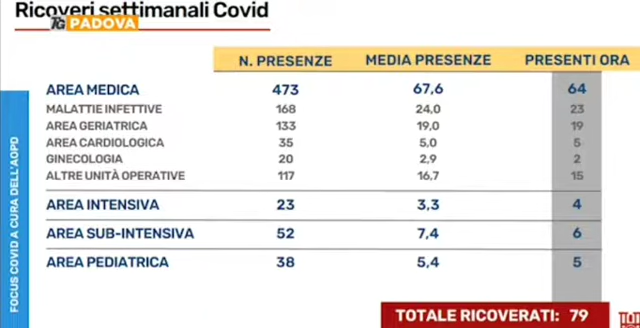 Ricoveri settimanali Covid
TG PADOVA
N. PRESENZE MEDIA PRESENZE PRESENTI ORA
AREA MEDICA 473 67,6 64
MALATTIE INFETTIVE 168 24,0 23
AREA GERIATRICA 133 19,0 19
AREA CARDIOLOGICA 35 5,0 5
GINECOLOGIA 20 2,9 2
ALTRE UNITÀ OPERATIVE 117 16,7 15
AREA INTENSIVA 23 3,3 4
AREA SUB-INTENSIVA 52 7,4 6
AREA PEDIATRICA 38 5,4 5
FOCUS COVID A CURA DELL'AOPD
TOTALE RICOVERATI: 79